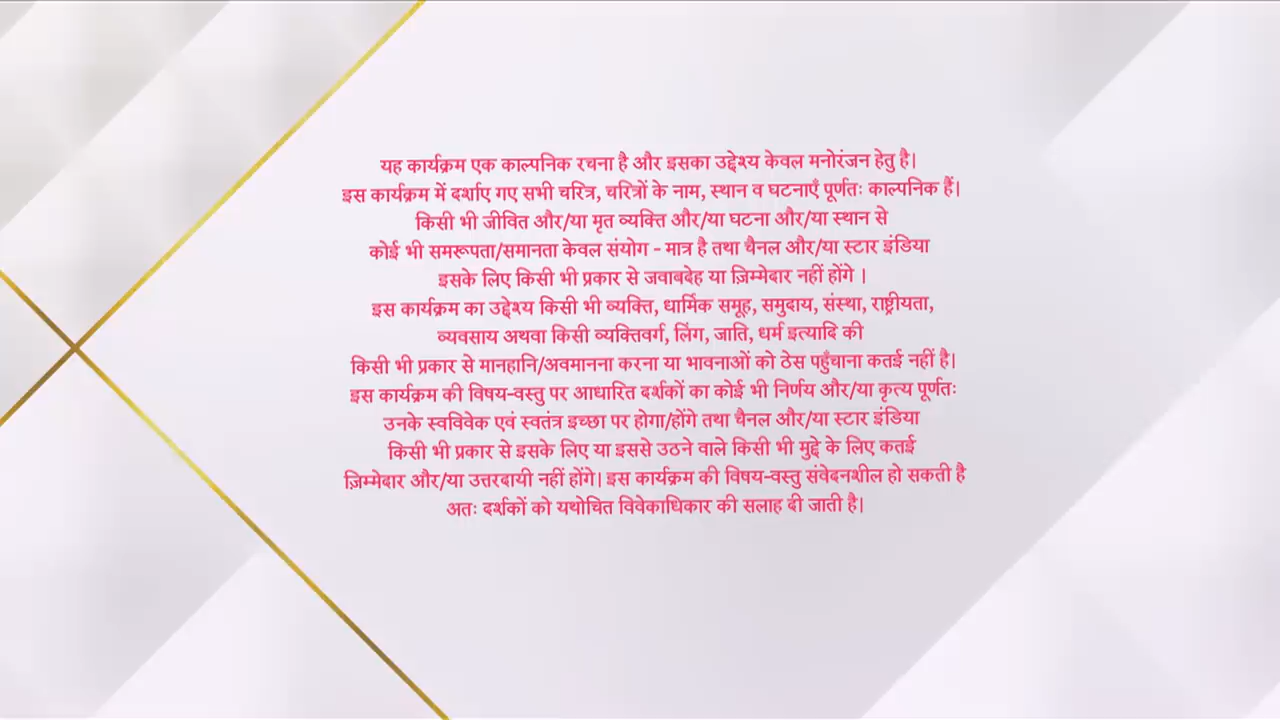 यह कार्यक्रम एक काल्पनिक रचना है और इसका उद्देश्य केवल मनोरंजन हेतु है।
इस कार्यक्रम में दर्शाए गए सभी चरित्र, चरित्रों के नाम, स्थान व घटनाएँ पूर्णतः काल्पनिक हैं।
किसी भी जीवित और/या मृत व्यक्ति और/या घटना और/या स्थान से
कोई भी समरूपता/समानता केवल संयोग - मात्र है तथा चैनल और/या स्टार इंडिया
इसके लिए किसी भी प्रकार से जवाबदेह या ज़िम्मेदार नहीं होंगे ।
इस कार्यक्रम का उद्देश्य किसी भी व्यक्ति, धार्मिक समूह, समुदाय, संस्था, राष्ट्रीयता,
व्यवसाय अथवा किसी व्यक्तिवर्ग, लिंग, जाति, धर्म इत्यादि की
किसी भी प्रकार से मानहानि/अवमानना करना या भावनाओं को ठेस पहुँचाना कतई नहीं है।
इस कार्यक्रम की विषय-वस्तु पर आधारित दर्शकों का कोई भी निर्णय और/या कृत्य पूर्णतः
उनके स्वविवेक एवं स्वतंत्र इच्छा पर होगा/होंगे तथा चैनल और/या स्टार इंडिया
किसी भी प्रकार से इसके लिए या इससे उठने वाले किसी भी मुद्दे के लिए कतई
ज़िम्मेदार और/या उत्तरदायी नहीं होंगे। इस कार्यक्रम की विषय-वस्तु संवेदनशील हो सकती है
अतः दर्शकों को यथोचित विवेकाधिकार की सलाह दी जाती है।